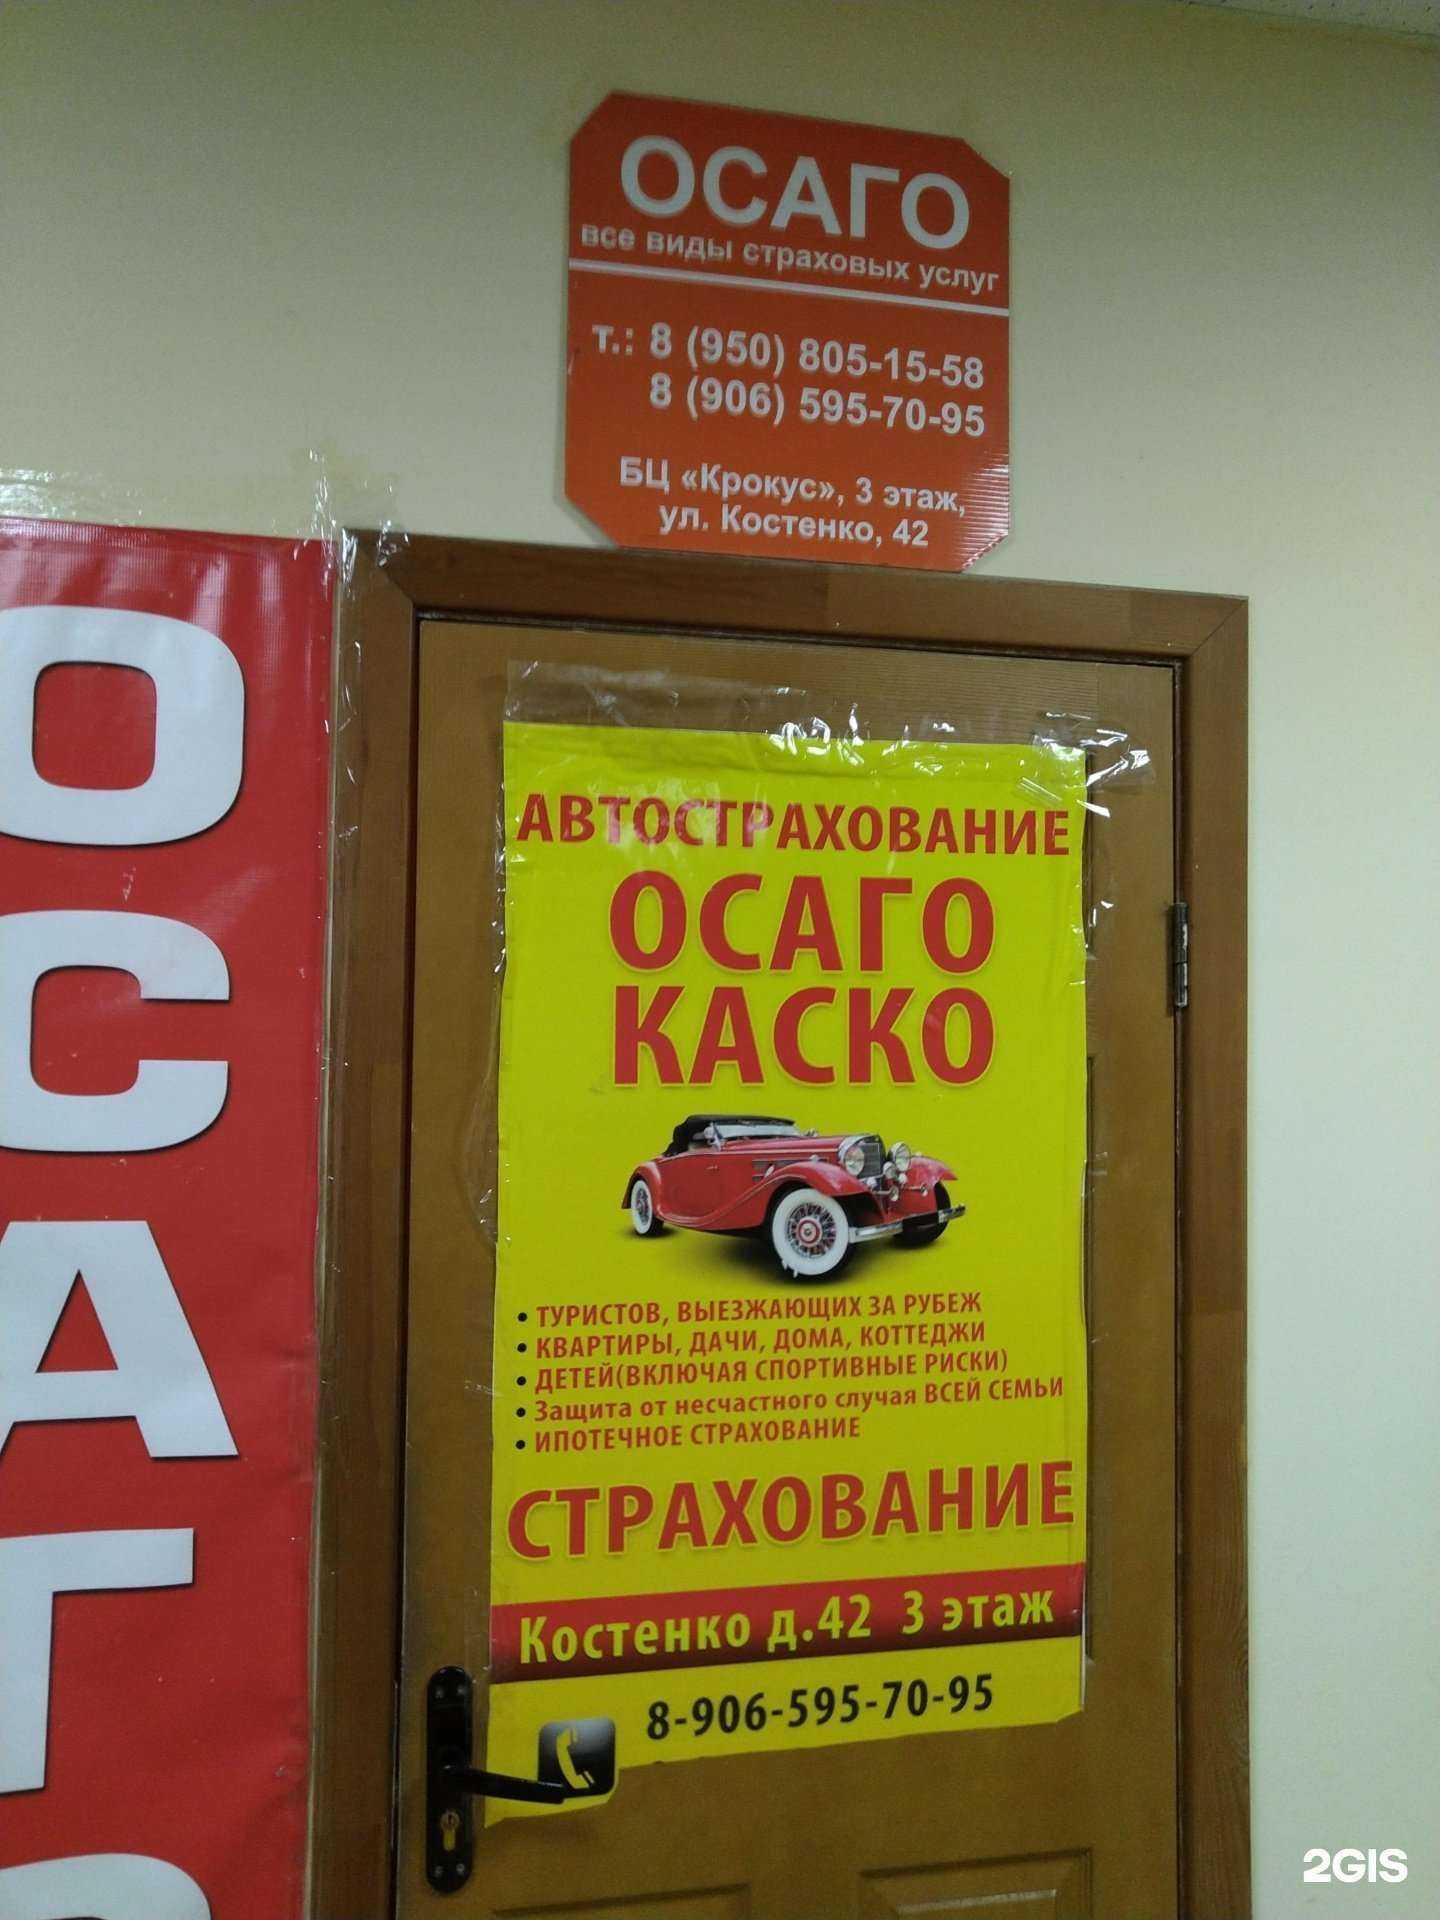 ОСАГО
все виды страховых услуг
т.: 8 (950) 805-15-58
8 (906) 595-70-95
БЦ «Крокус», 3 этаж,
ул. Костенко, 42
О
С
А
Г
О
АВТОСТРАХОВАНИЕ
ОСАГО
КАСКО
• ТУРИСТОВ, ВЫЕЗЖАЮЩИХ ЗА РУБЕЖ
• КВАРТИРЫ, ДАЧИ, ДОМА, КОТТЕДЖИ
• ДЕТЕЙ(ВКЛЮЧАЯ СПОРТИВНЫЕ РИСКИ)
• Защита от несчастного случая ВСЕЙ СЕМЬИ
• ИПОТЕЧНОЕ СТРАХОВАНИЕ
СТРАХОВАНИЕ
Костенко д.42 3 этаж
8-906-595-70-95
2GIS